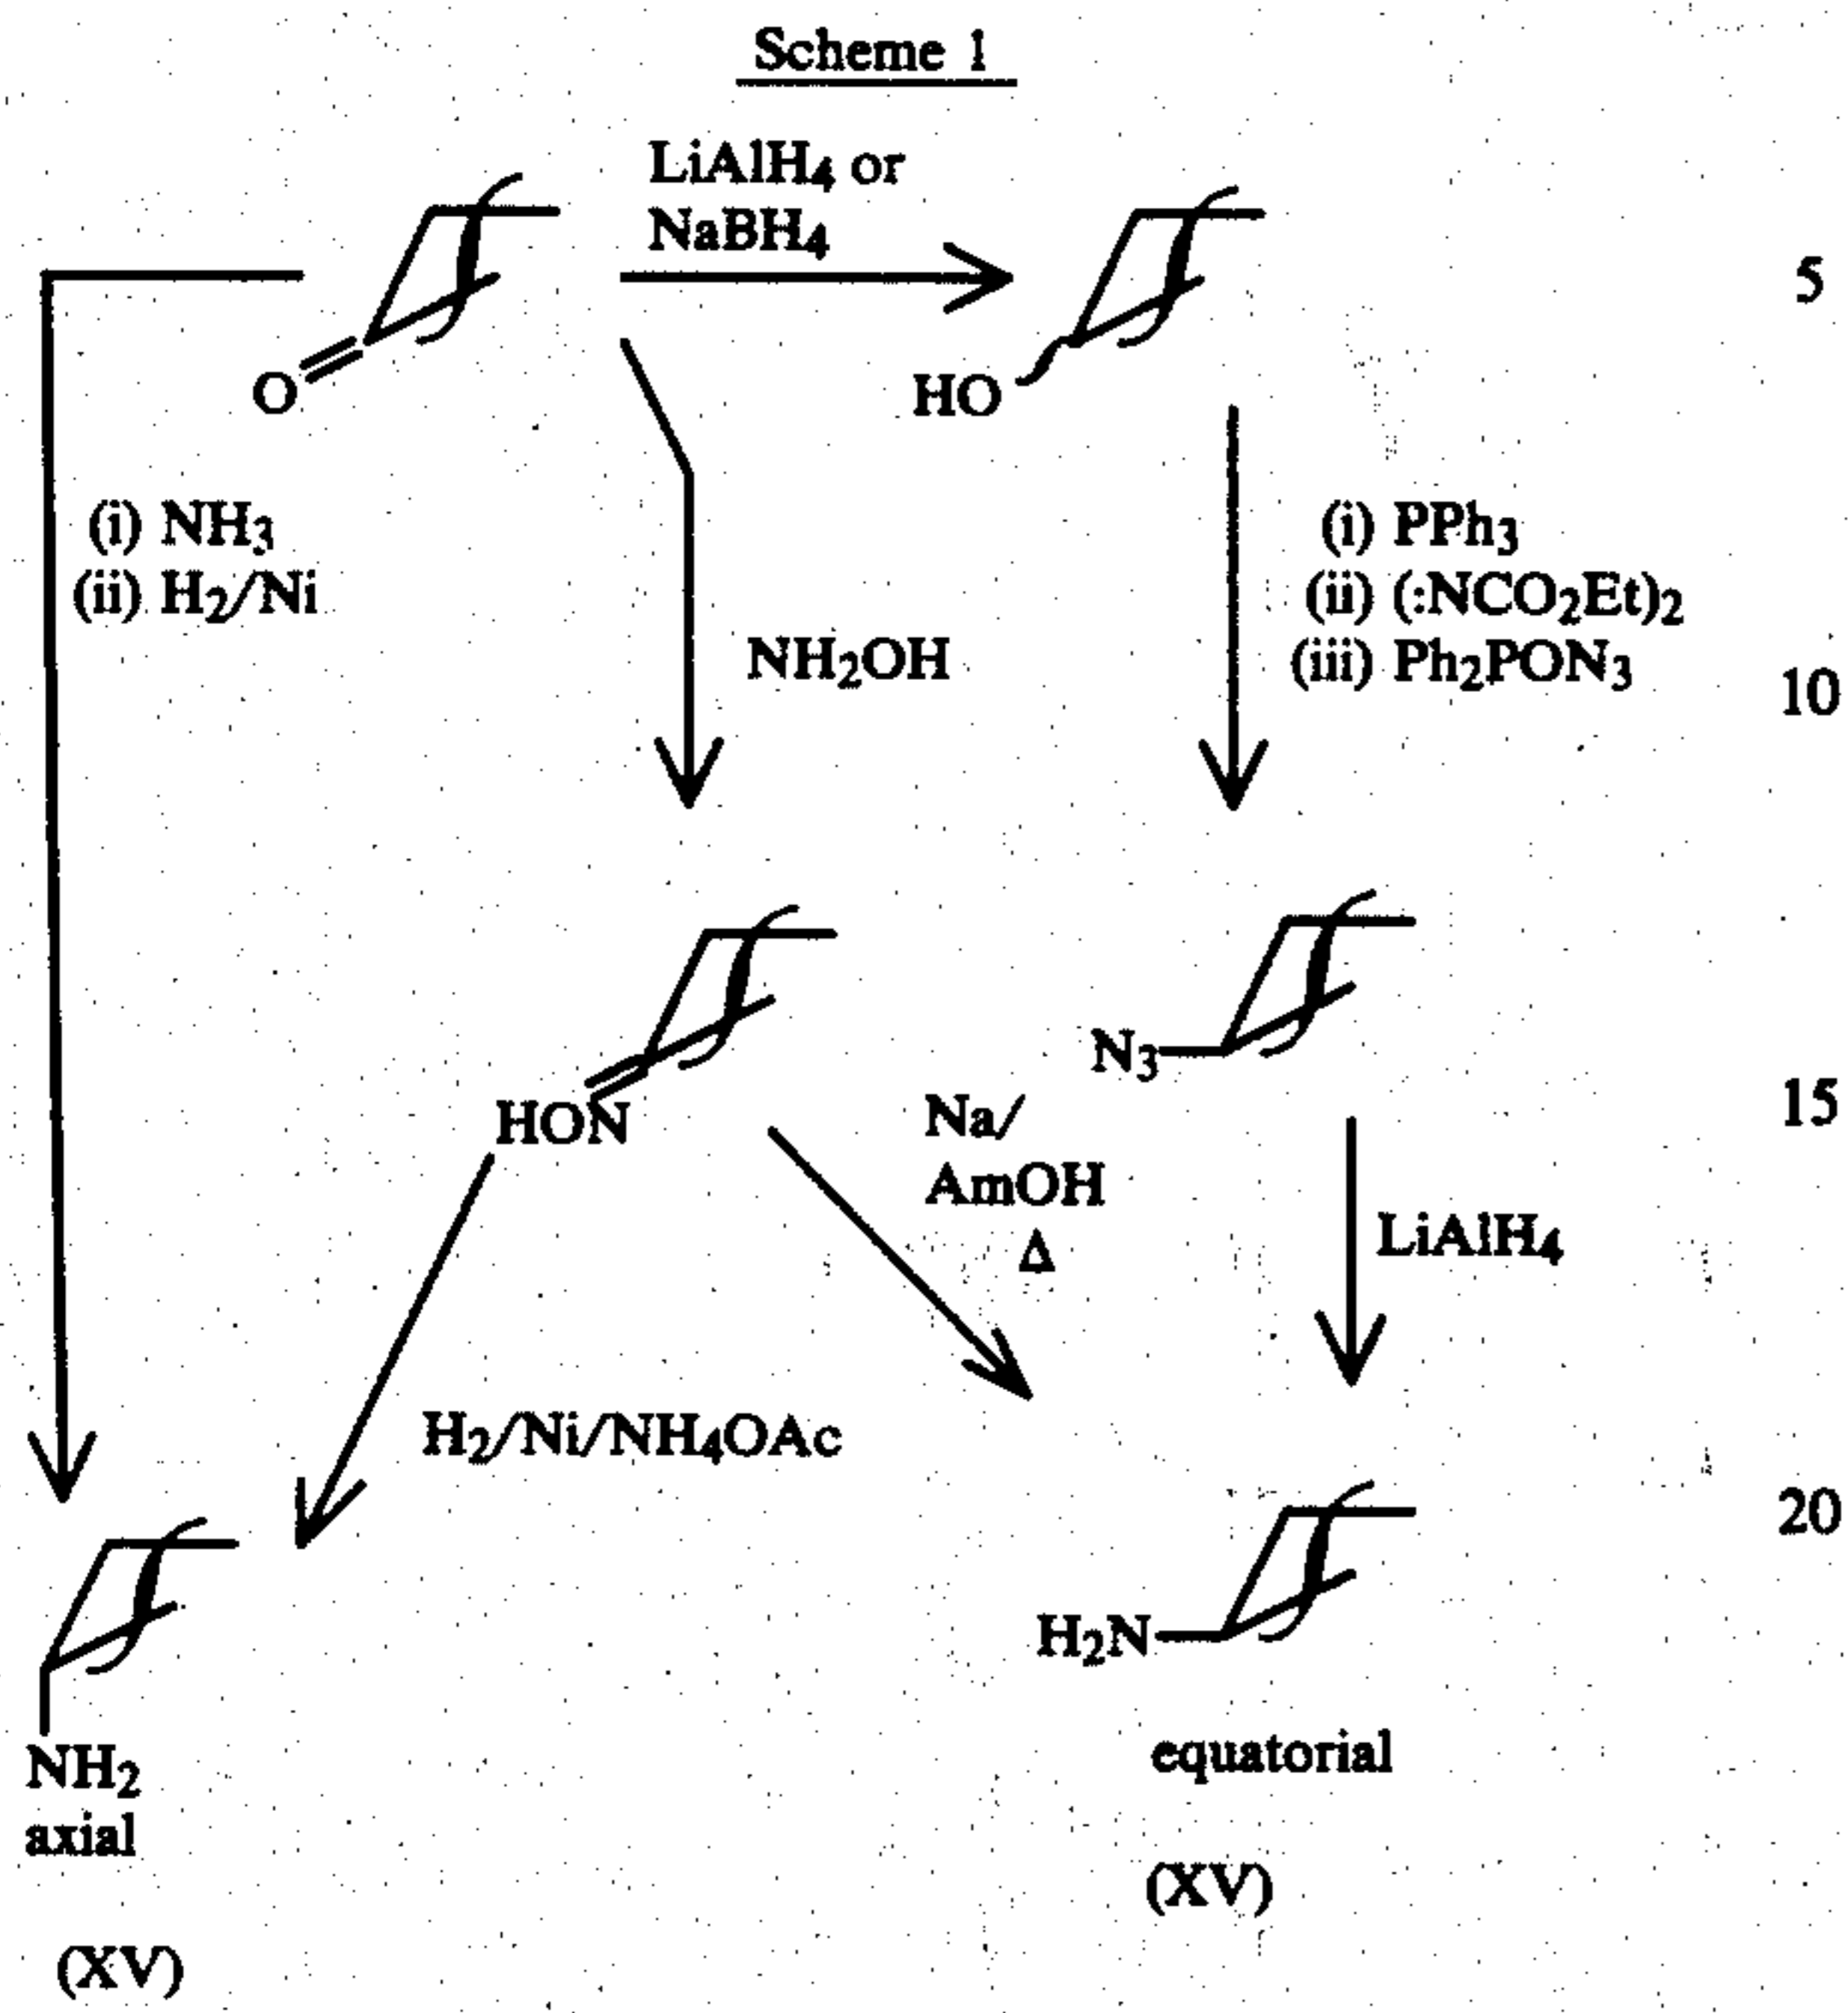 Scheme 1
LiAlH4 or
NaBH4
5
O
HO
(i) NH3
(ii) H2/Ni
(i) PPh3
(ii) (:NCO2Et)2
(iii) Ph2PON3
NH2OH
10
N3
HON
Na/
AmOH
Δ
15
LiAlH4
H2/Ni/NH4OAc
20
H2N
NH2
axial
equatorial
(XV)
(XV)